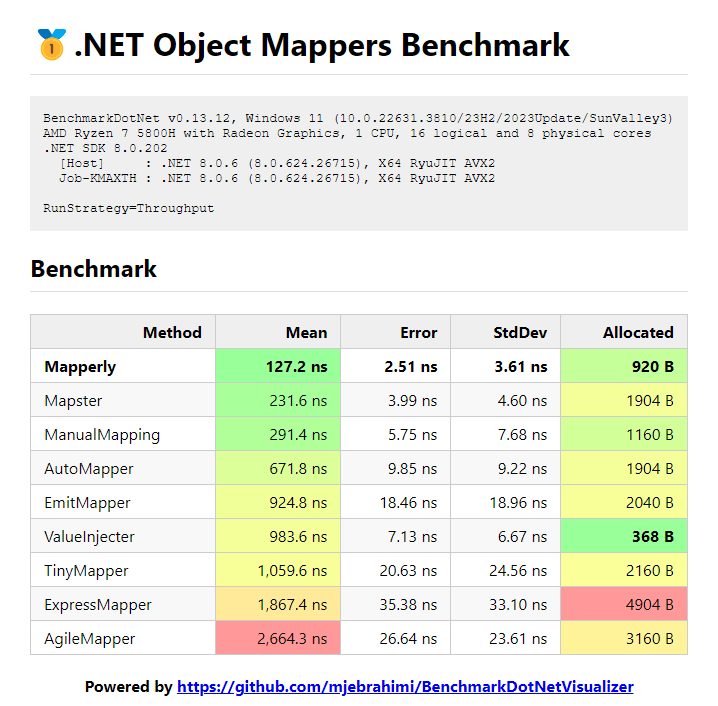 .NET Object Mappers Benchmark
BenchmarkDotNet v0.13.12, Windows 11 (10.0.22631.3810/23H2/2023Update/SunValley3)
AMD Ryzen 7 5800H with Radeon Graphics, 1 CPU, 16 logical and 8 physical cores
.NET SDK 8.0.202
[Host] : .NET 8.0.6 (8.0.624.26715), X64 RyuJIT AVX2
Job-KMAXTH : .NET 8.0.6 (8.0.624.26715), X64 RyuJIT AVX2
RunStrategy=Throughput
Benchmark
Method Mean Error StdDev Allocated
Mapperly 127.2 ns 2.51 ns 3.61 ns 920 B
Mapster 231.6 ns 3.99 ns 4.60 ns 1904 B
ManualMapping 291.4 ns 5.75 ns 7.68 ns 1160 B
AutoMapper 671.8 ns 9.85 ns 9.22 ns 1904 B
EmitMapper 924.8 ns 18.46 ns 18.96 ns 2040 B
ValueInjecter 983.6 ns 7.13 ns 6.67 ns 368 B
TinyMapper 1,059.6 ns 20.63 ns 24.56 ns 2160 B
ExpressMapper 1,867.4 ns 35.38 ns 33.10 ns 4904 B
AgileMapper 2,664.3 ns 26.64 ns 23.61 ns 3160 B
Powered by https://github.com/mjebrahimi/BenchmarkDotNetVisualizer